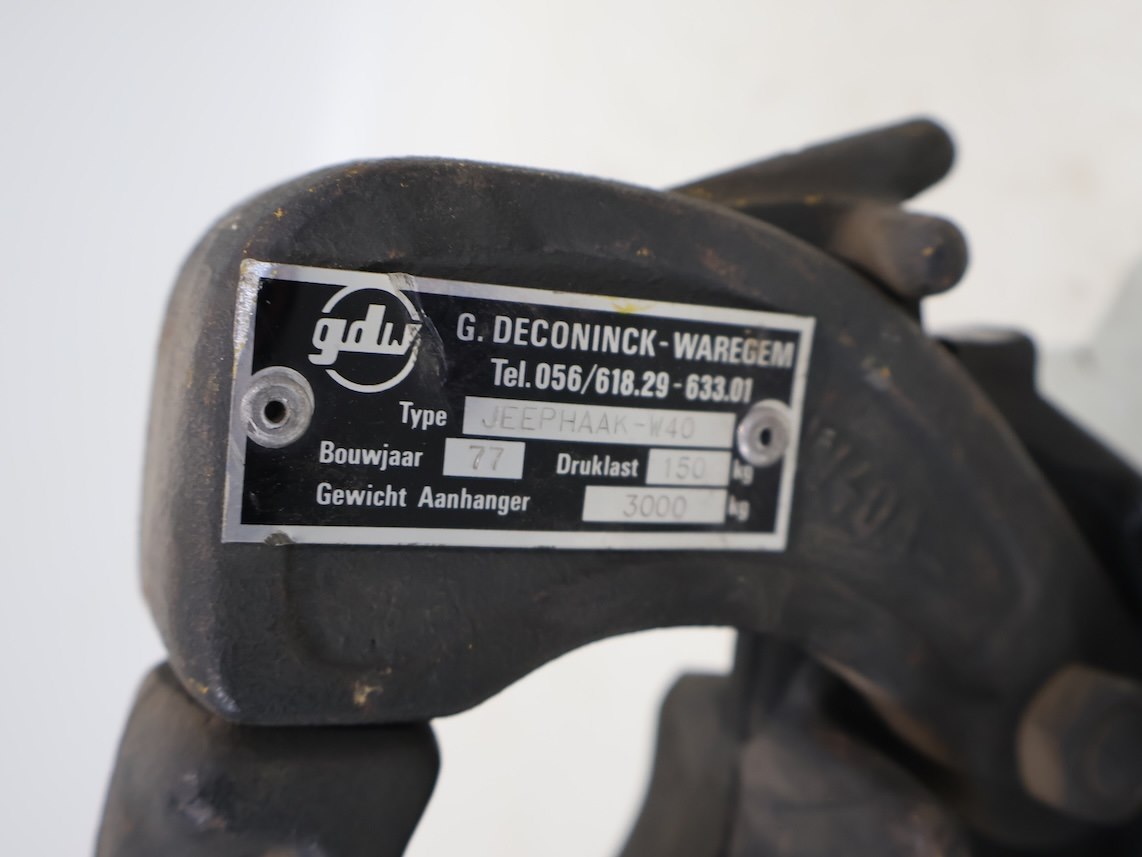 gdw
G. DECONINCK - WAREGEM
Tel. 056/618.29 - 633.01
Type JEEPHAAK-W40
Bouwjaar 77 Druklast 150 kg
Gewicht Aanhanger 3000 kg
W40